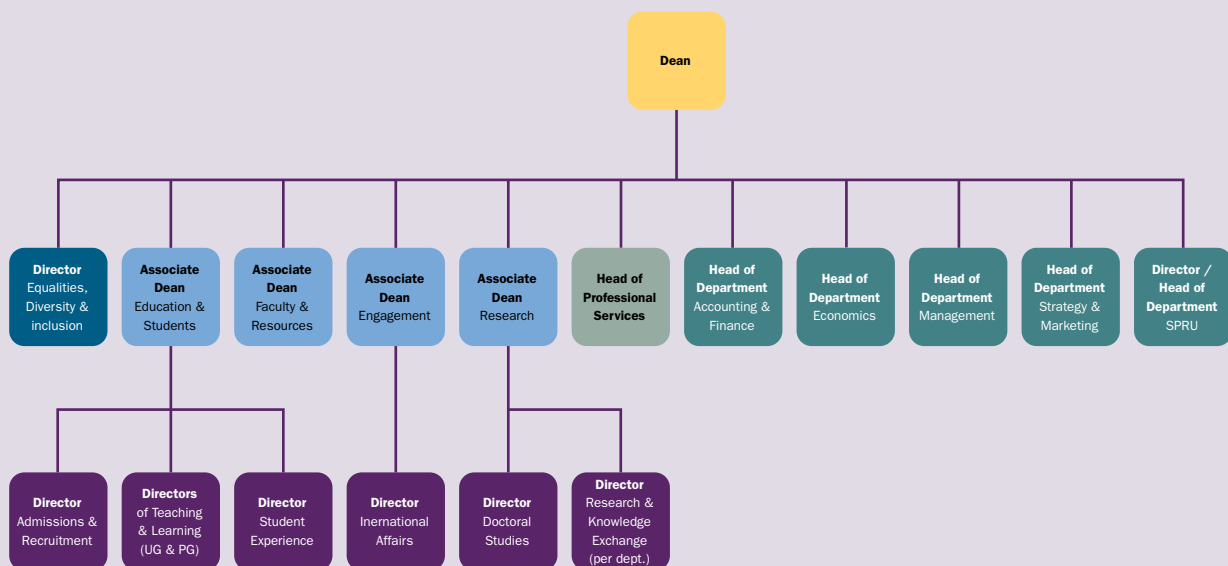 Dean
Director
Equalities,
Diversity &
inclusion
Associate
Dean
Education &
Students
Associate
Dean
Faculty &
Resources
Associate
Dean
Engagement
Associate
Dean
Research
Head of
Professional
Services
Head of
Department
Accounting &
Finance
Head of
Department
Economics
Head of
Department
Management
Head of
Department
Strategy &
Marketing
Director /
Head of
Department
SPRU
Director
Admissions &
Recruitment
Directors
of Teaching
& Learning
(UG & PG)
Director
Student
Experience
Director
Inernational
Affairs
Director
Doctoral
Studies
Director
Research &
Knowledge
Exchange
(per dept.)